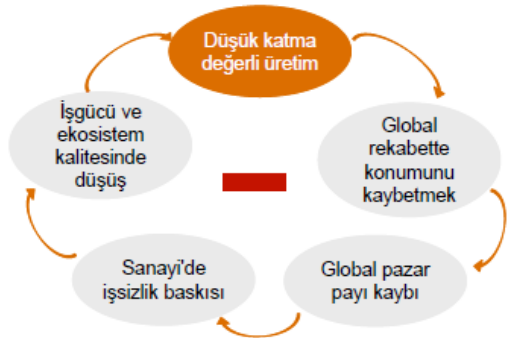 Düşük katma
değerli üretim
Global
rekabette
konumunu
kaybetmek
Global pazar
payı kaybı
Sanayi'de
işsizlik baskısı
İşgücü ve
ekosistem
kalitesinde
düşüş